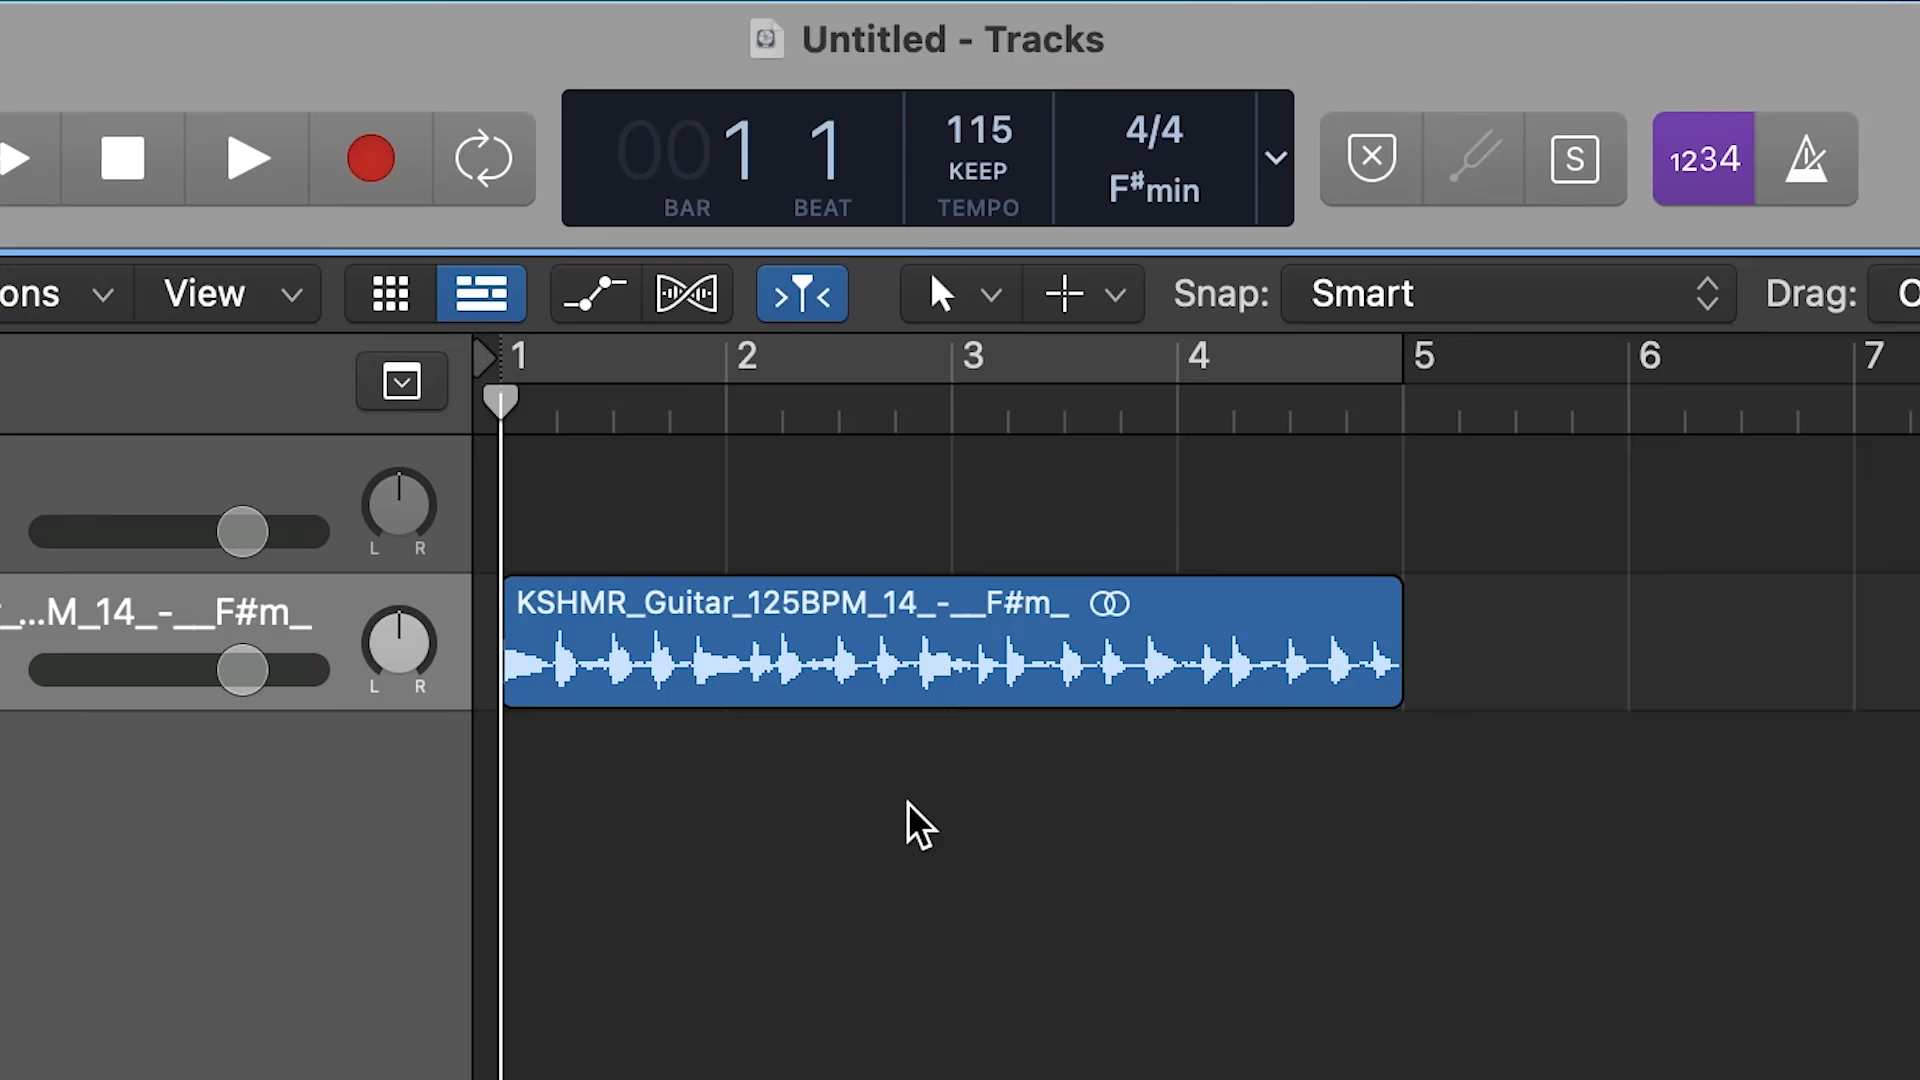 Untitled - Tracks
001 1
BAR BEAT
115
KEEP
TEMPO
4/4
F#min
S
1234
ons View Snap: Smart Drag:
1 2 3 4 5 6 7
L R
_...M_14_-__F#m_
L R
KSHMR_Guitar_125BPM_14_-__F#m_